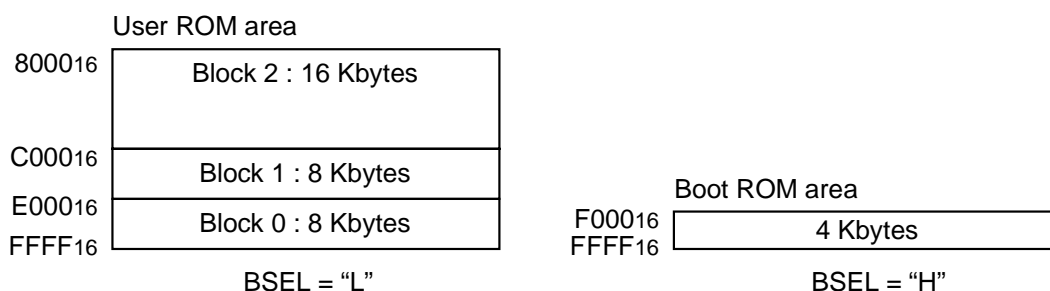 User ROM area
800016
Block 2 : 16 Kbytes
C00016
Block 1 : 8 Kbytes
E00016
Block 0 : 8 Kbytes
FFFF16
BSEL = “L”
Boot ROM area
F00016
4 Kbytes
FFFF16
BSEL = “H”